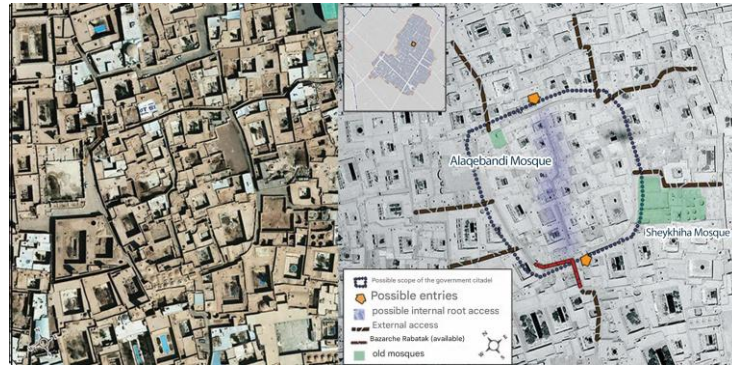 Alaqebandi Mosque
Sheykhiha Mosque
Possible scope of the government citadel
Possible entries
possible internal root access
External access
Bazarche Rabatak (available)
old mosques